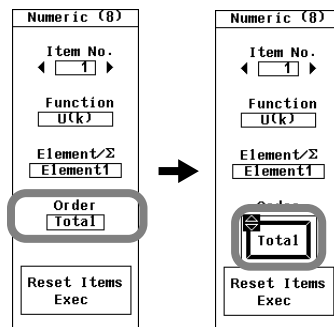 Numeric (8)
Item No.
1
Function
U(k)
Element/Σ
Element1
Order
Total
Reset Items
Exec
Numeric (8)
Item No.
1
Function
U(k)
Element/Σ
Element1
Order
Total
Reset Items
Exec